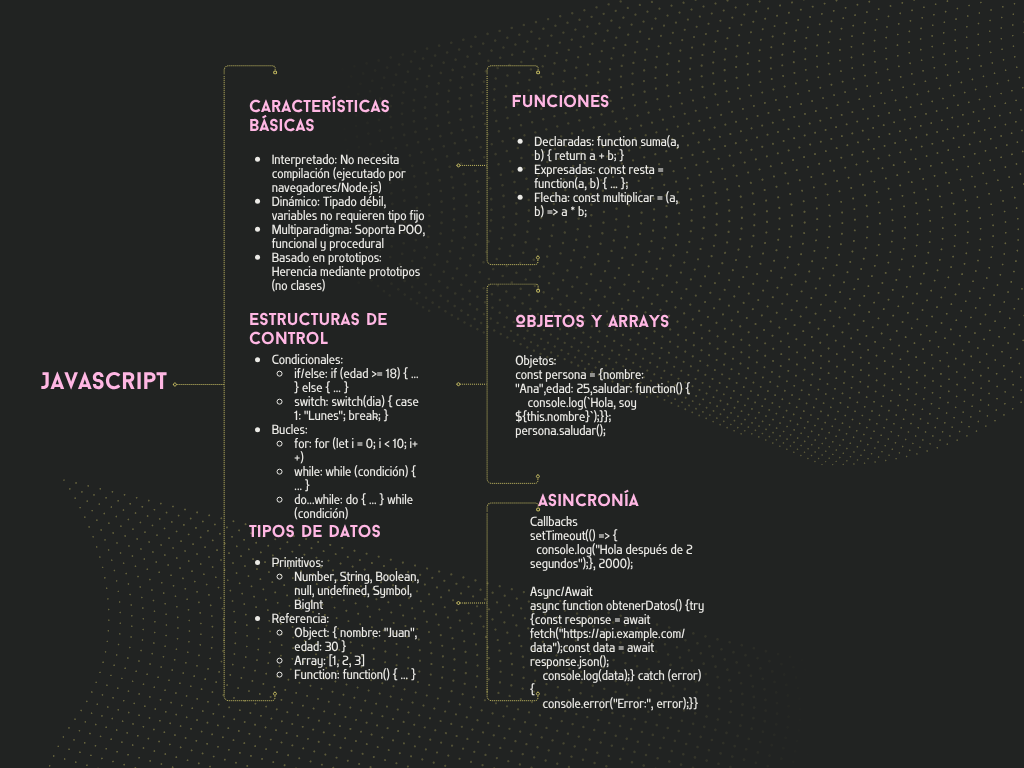 JAVASCRIPT
CARACTERÍSTICAS
BÁSICAS
• Interpretado: No necesita
compilación (ejecutado por
navegadores/Node.js)
• Dinámico: Tipado débil,
variables no requieren tipo fijo
• Multiparadigma: Soporta POO,
funcional y procedural
• Basado en prototipos:
Herencia mediante prototipos
(no clases)
ESTRUCTURAS DE
CONTROL
• Condicionales:
◦ if/else: if (edad >= 18) { ...
} else { ... }
◦ switch: switch(dia) { case
1: "Lunes"; break; }
• Bucles:
◦ for: for (let i = 0; i < 10; i+
+)
◦ while: while (condición) {
... }
◦ do...while: do { ... } while
(condición)
TIPOS DE DATOS
• Primitivos:
◦ Number, String, Boolean,
null, undefined, Symbol,
BigInt
• Referencia:
◦ Object: { nombre: "Juan",
edad: 30 }
◦ Array: [1, 2, 3]
◦ Function: function() { ... }
FUNCIONES
• Declaradas: function suma(a,
b) { return a + b; }
• Expresadas: const resta =
function(a, b) { ... };
• Flecha: const multiplicar = (a,
b) => a * b;
OBJETOS Y ARRAYS
Objetos:
const persona = {nombre:
"Ana",edad: 25,saludar: function() {
console.log(`Hola, soy
${this.nombre}`);}};
persona.saludar();
ASINCRONÍA
Callbacks
setTimeout(() => {
console.log("Hola después de 2
segundos");}, 2000);
Async/Await
async function obtenerDatos() {try
{const response = await
fetch("https://api.example.com/
data");const data = await
response.json();
console.log(data);} catch (error)
{
console.error("Error:", error);}}